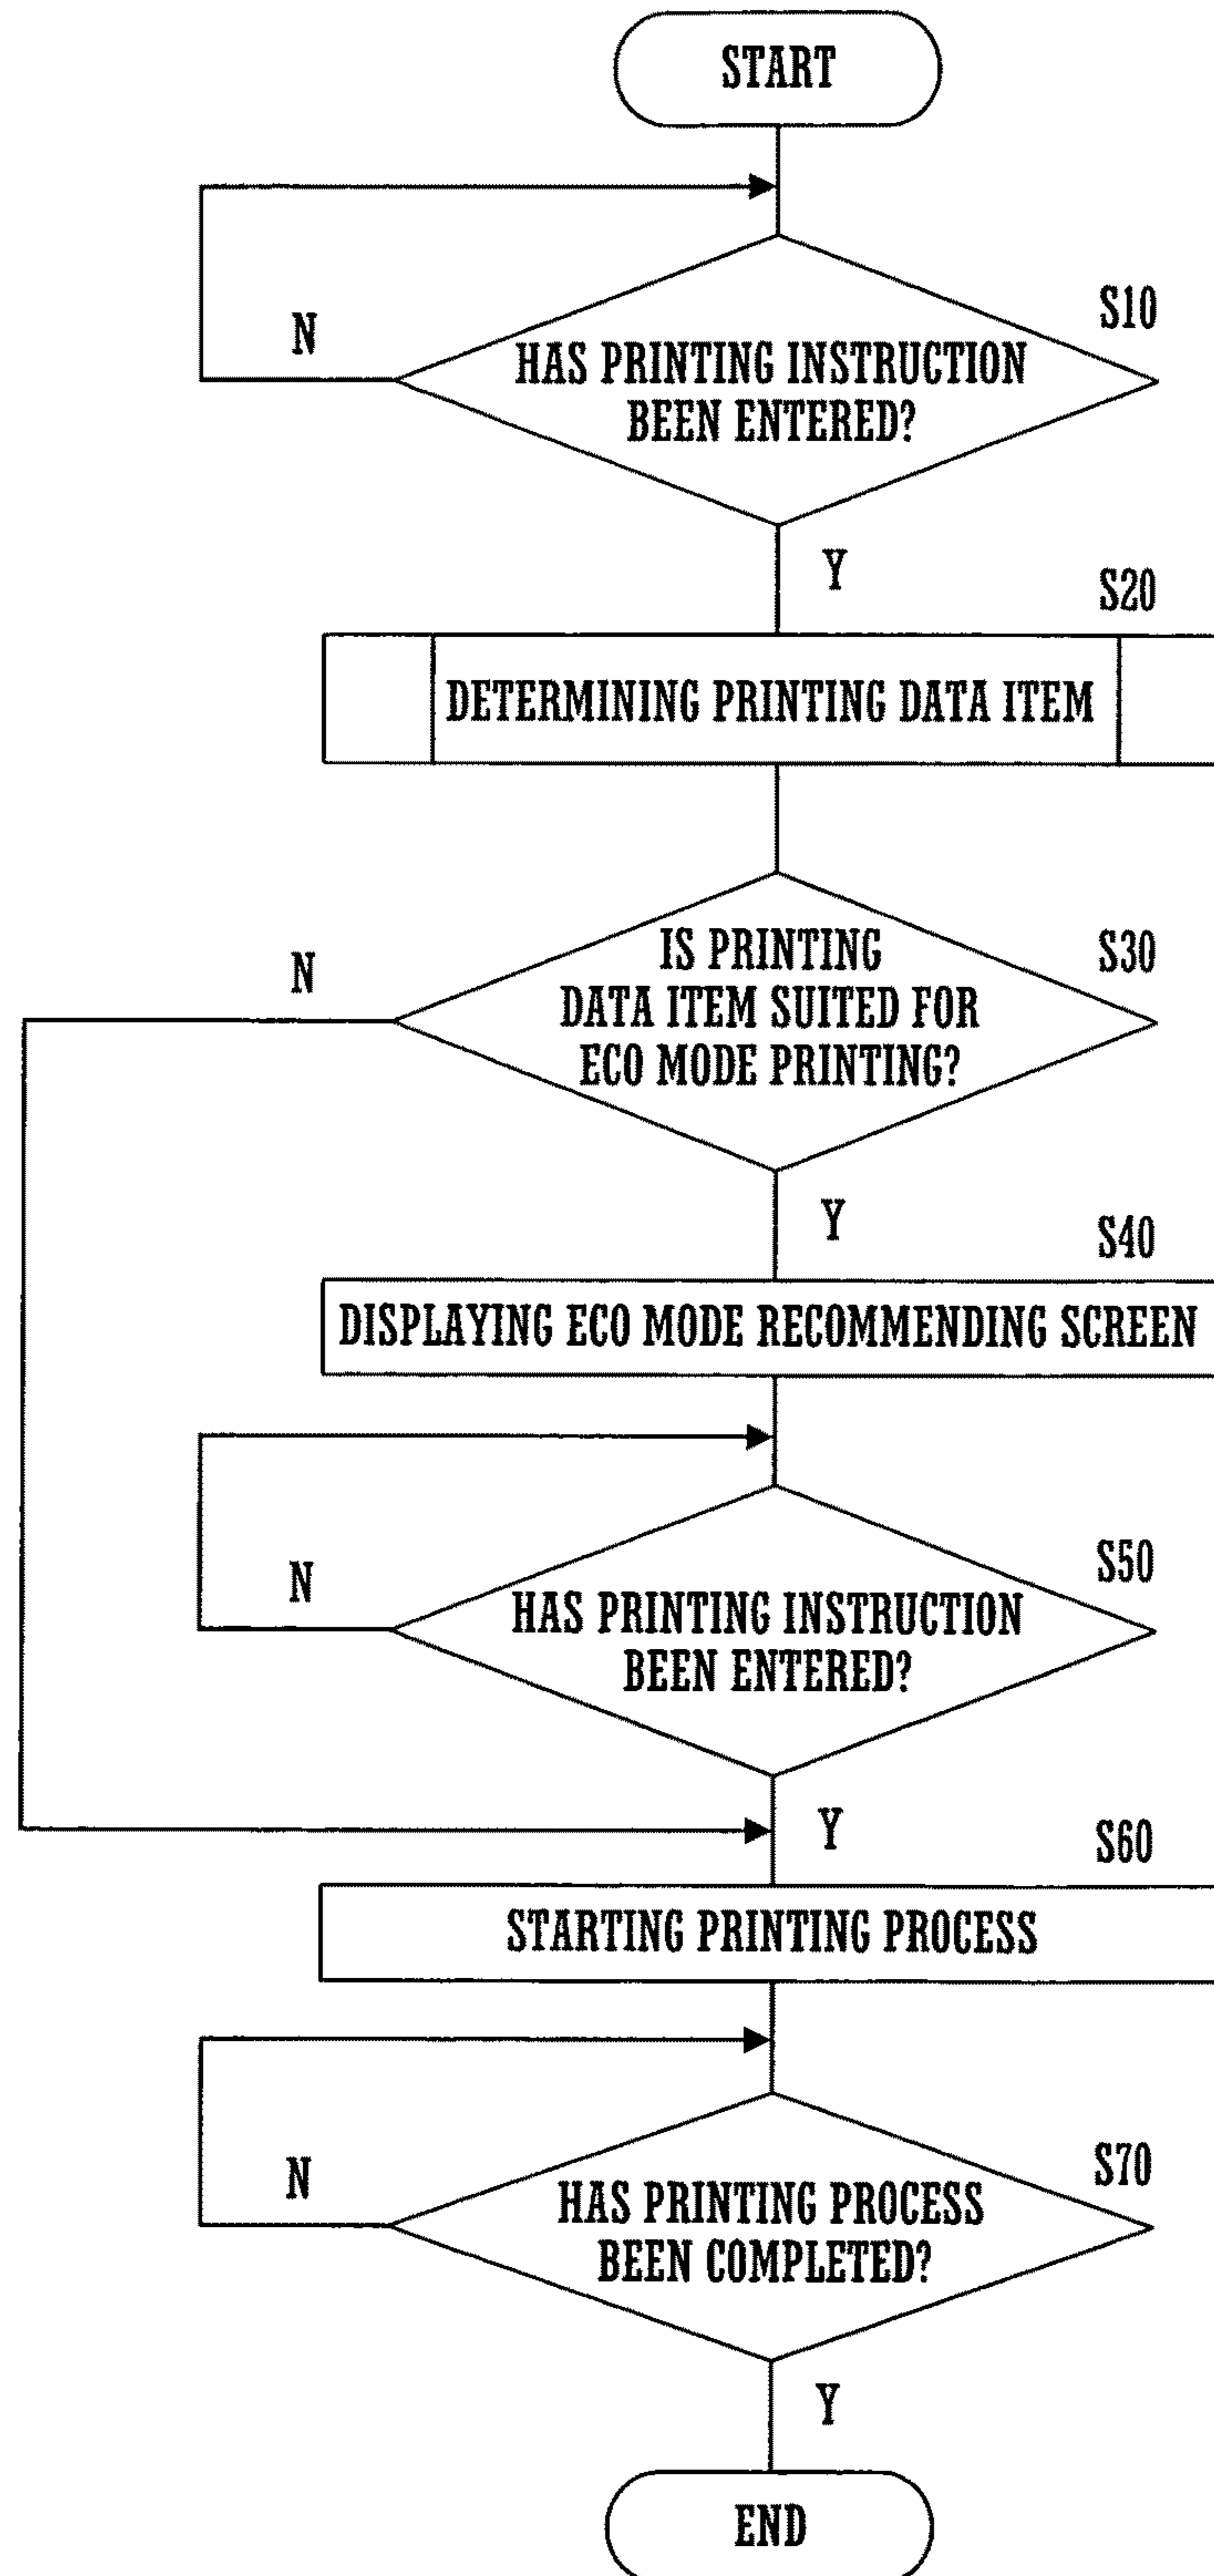 START
S10
N
HAS PRINTING INSTRUCTION
BEEN ENTERED?
Y
S20
DETERMINING PRINTING DATA ITEM
S30
N
IS PRINTING
DATA ITEM SUITED FOR
ECO MODE PRINTING?
Y
S40
DISPLAYING ECO MODE RECOMMENDING SCREEN
S50
N
HAS PRINTING INSTRUCTION
BEEN ENTERED?
Y
S60
STARTING PRINTING PROCESS
S70
N
HAS PRINTING PROCESS
BEEN COMPLETED?
Y
END